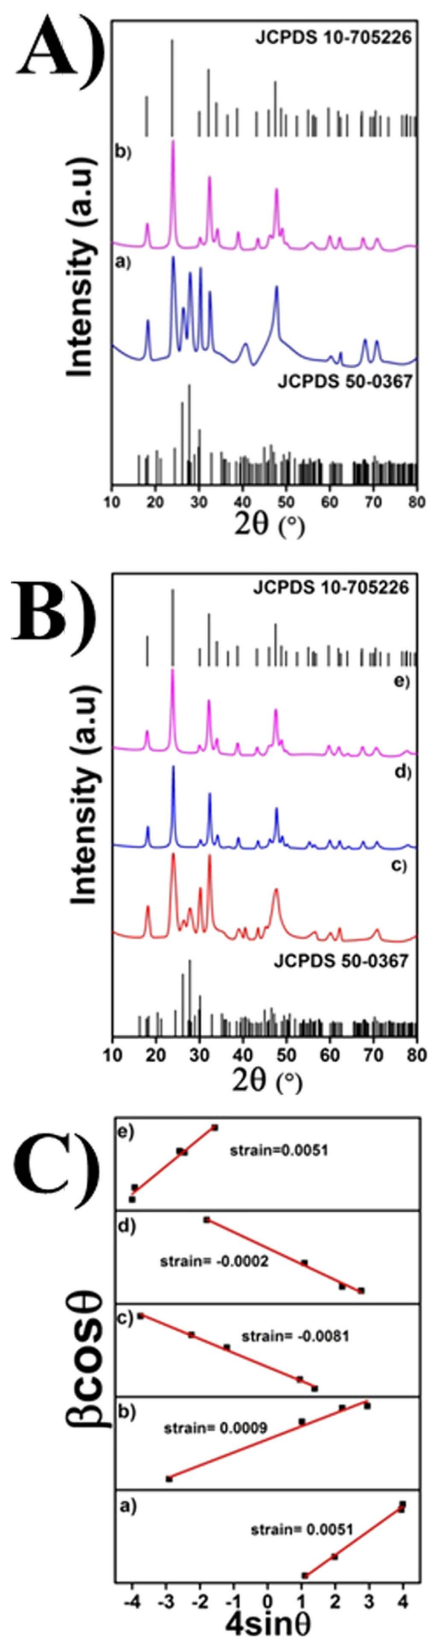 A)
JCPDS 10-705226
b)
a)
JCPDS 50-0367
Intensity (a.u)
10 20 30 40 50 60 70 80
2θ (°)
B)
JCPDS 10-705226
e)
d)
c)
JCPDS 50-0367
Intensity (a.u)
10 20 30 40 50 60 70 80
2θ (°)
C)
e)
strain=0.0051
d)
strain= -0.0002
c)
strain= -0.0081
b)
strain= 0.0009
a)
strain= 0.0051
βcosθ
-4 -3 -2 -1 0 1 2 3 4
4sinθ